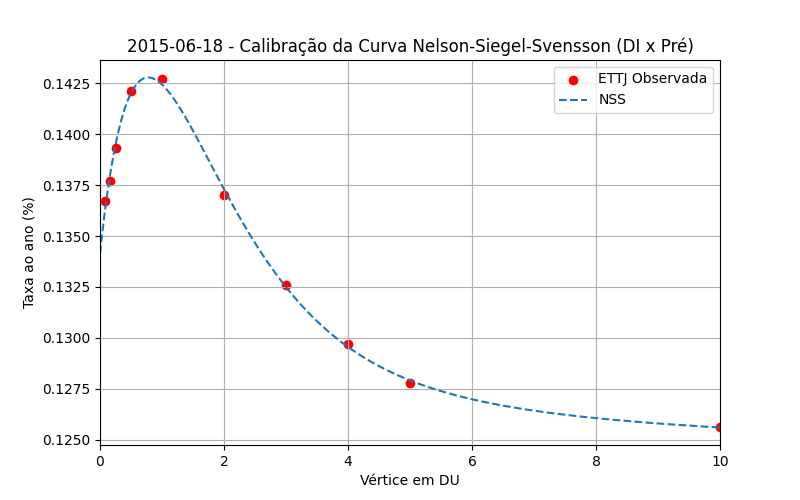 2015-06-18 - Calibração da Curva Nelson-Siegel-Svensson (DI x Pré)
ETTJ Observada
NSS
Taxa ao ano (%)
0.1425
0.1400
0.1375
0.1350
0.1325
0.1300
0.1275
0.1250
0
2
4
6
8
10
Vértice em DU